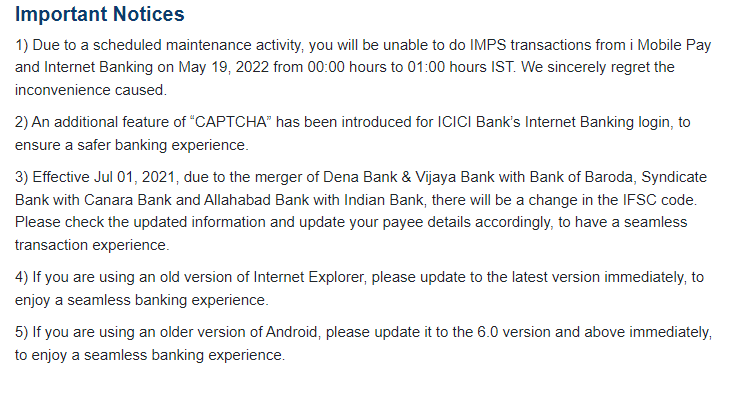 Important Notices
1) Due to a scheduled maintenance activity, you will be unable to do IMPS transactions from i Mobile Pay
and Internet Banking on May 19, 2022 from 00:00 hours to 01:00 hours IST. We sincerely regret the
inconvenience caused.
2) An additional feature of “CAPTCHA” has been introduced for ICICI Bank’s Internet Banking login, to
ensure a safer banking experience.
3) Effective Jul 01, 2021, due to the merger of Dena Bank & Vijaya Bank with Bank of Baroda, Syndicate
Bank with Canara Bank and Allahabad Bank with Indian Bank, there will be a change in the IFSC code.
Please check the updated information and update your payee details accordingly, to have a seamless
transaction experience.
4) If you are using an old version of Internet Explorer, please update to the latest version immediately, to
enjoy a seamless banking experience.
5) If you are using an older version of Android, please update it to the 6.0 version and above immediately,
to enjoy a seamless banking experience.